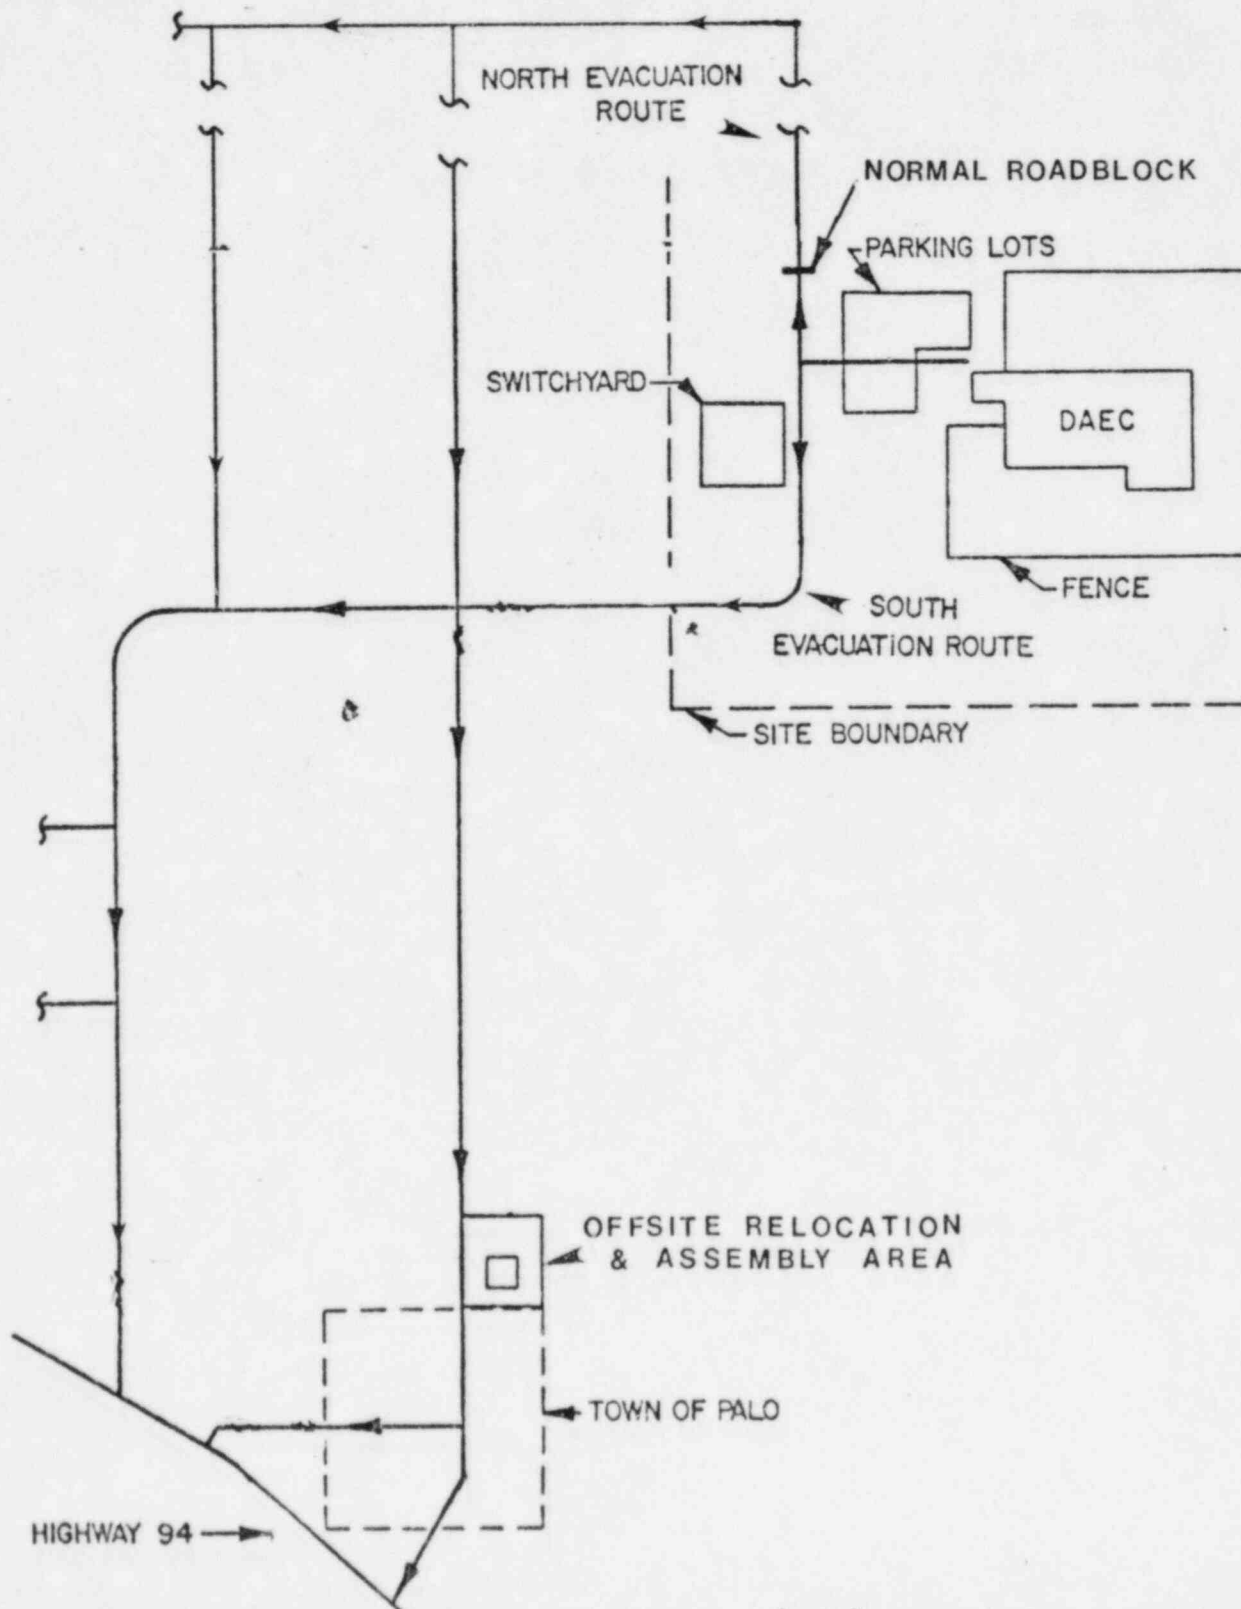 NORTH EVACUATION
ROUTE
NORMAL ROADBLOCK
PARKING LOTS
SWITCHYARD
DAEC
FENCE
SOUTH
EVACUATION ROUTE
SITE BOUNDARY
OFFSITE RELOCATION
& ASSEMBLY AREA
TOWN OF PALO
HIGHWAY 94